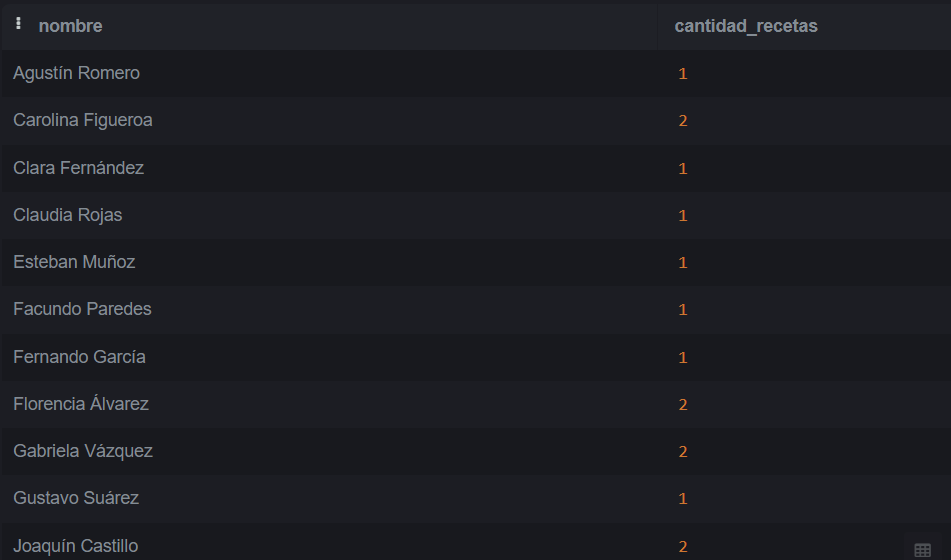 nombre cantidad_recetas
Agustín Romero 1
Carolina Figueroa 2
Clara Fernández 1
Claudia Rojas 1
Esteban Muñoz 1
Facundo Paredes 1
Fernando García 1
Florencia Álvarez 2
Gabriela Vázquez 2
Gustavo Suárez 1
Joaquín Castillo 2